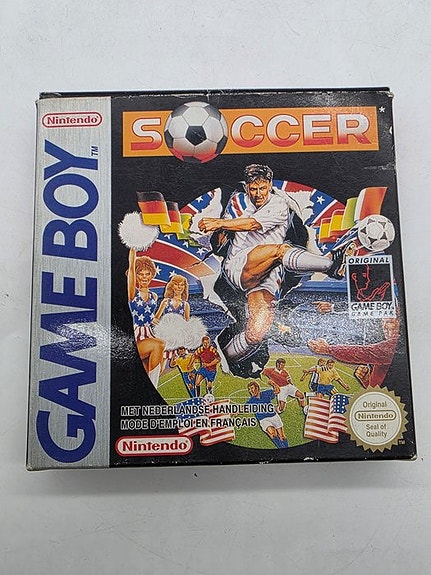 Nintendo
GAME BOY™
SOCCER*
ORIGINAL
GAME BOY
GAME PAK
MET NEDERLANDSE HANDLEIDING
MODE D'EMPLOI EN FRANÇAIS
Nintendo
Original
Nintendo
Seal of
Quality